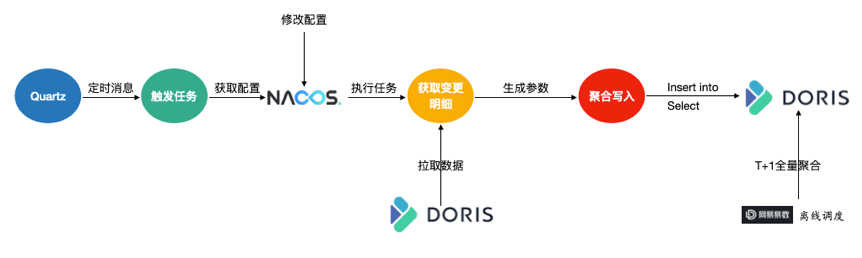 修改配置
Quartz
定时消息
触发任务
获取配置
NACOS.
执行任务
获取变更
明细
生成参数
聚合写入
Insert into
Select
DORIS
拉取数据
T+1全量聚合
DORIS
网易数帆
离线调度